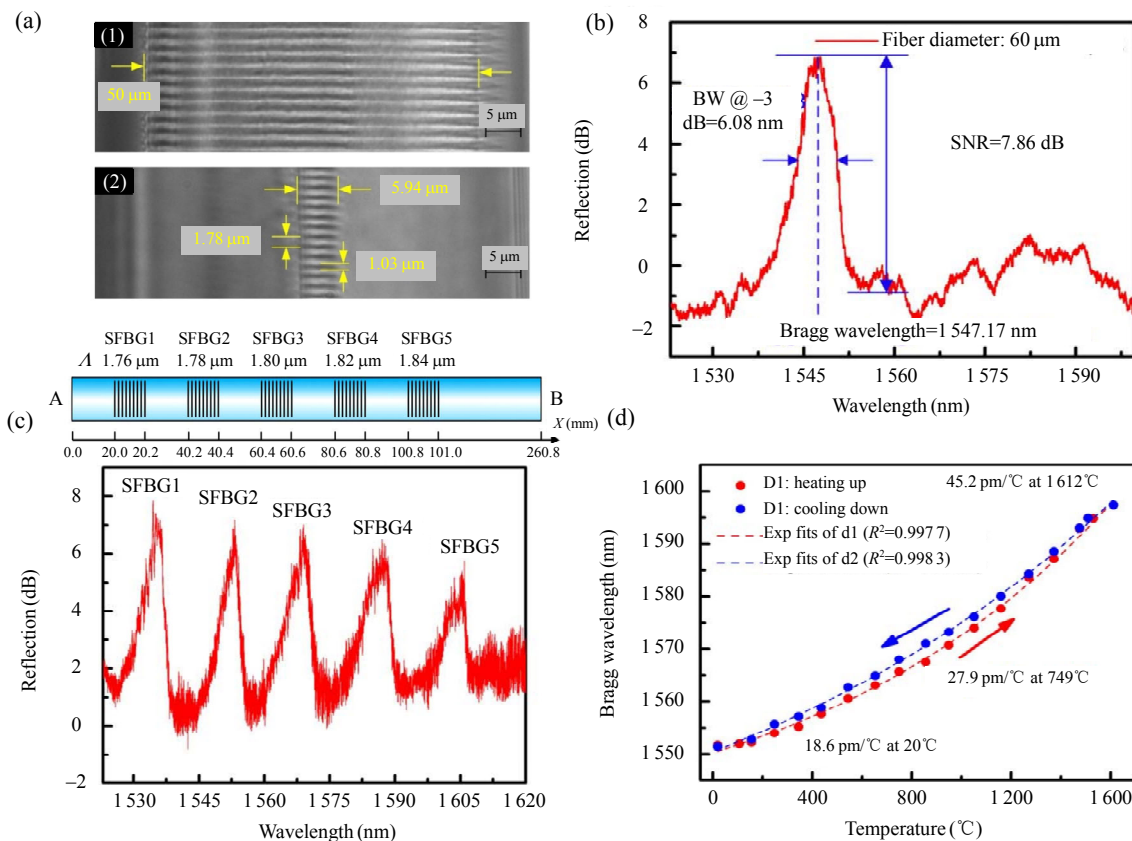 (a)
(1)
50 μm
5 μm
(2)
5.94 μm
1.78 μm
1.03 μm
5 μm
(b)
8
6
4
2
0
−2
Reflection (dB)
Fiber diameter: 60 μm
BW @ −3
dB=6.08 nm
SNR=7.86 dB
Bragg wavelength=1 547.17 nm
1 530 1 545 1 560 1 575 1 590
Wavelength (nm)
SFBG1 SFBG2 SFBG3 SFBG4 SFBG5
Λ 1.76 μm 1.78 μm 1.80 μm 1.82 μm 1.84 μm
A B
X (mm)
0.0 20.0 20.2 40.2 40.4 60.4 60.6 80.6 80.8 100.8 101.0 260.8
(c)
8
6
4
2
0
−2
Reflection (dB)
SFBG1
SFBG2
SFBG3
SFBG4
SFBG5
1 530 1 545 1 560 1 575 1 590 1 605 1 620
Wavelength (nm)
(d)
1 600
1 590
1 580
1 570
1 560
1 550
Bragg wavelength (nm)
D1: heating up
D1: cooling down
Exp fits of d1 (R²=0.997 7)
Exp fits of d2 (R²=0.998 3)
45.2 pm/℃ at 1 612℃
27.9 pm/℃ at 749℃
18.6 pm/℃ at 20℃
0 400 800 1 200 1 600
Temperature (℃)